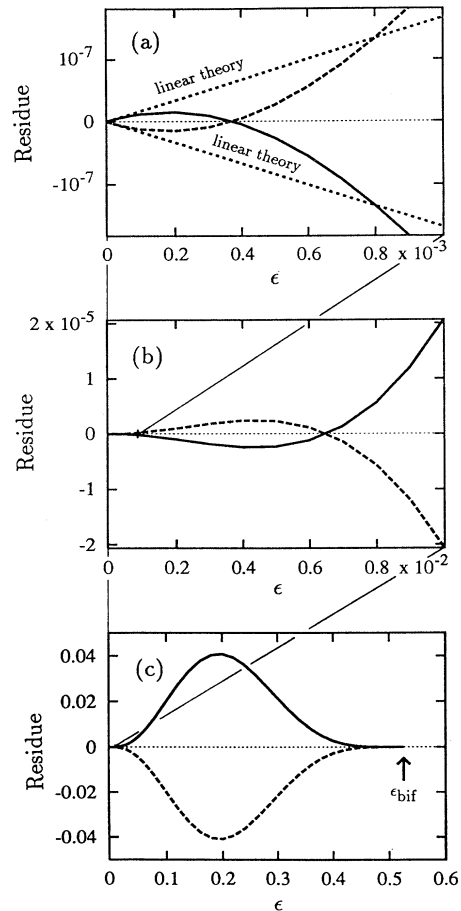 (a)
10⁻⁷
0
-10⁻⁷
Residue
linear theory
linear theory
0 0.2 0.4 0.6 0.8 x 10⁻³
ϵ
2 x 10⁻⁵
(b)
1
0
-1
-2
Residue
0 0.2 0.4 0.6 0.8 x 10⁻²
ϵ
(c)
0.04
0.02
0
-0.02
-0.04
Residue
ϵbif
0 0.1 0.2 0.3 0.4 0.5 0.6
ϵ